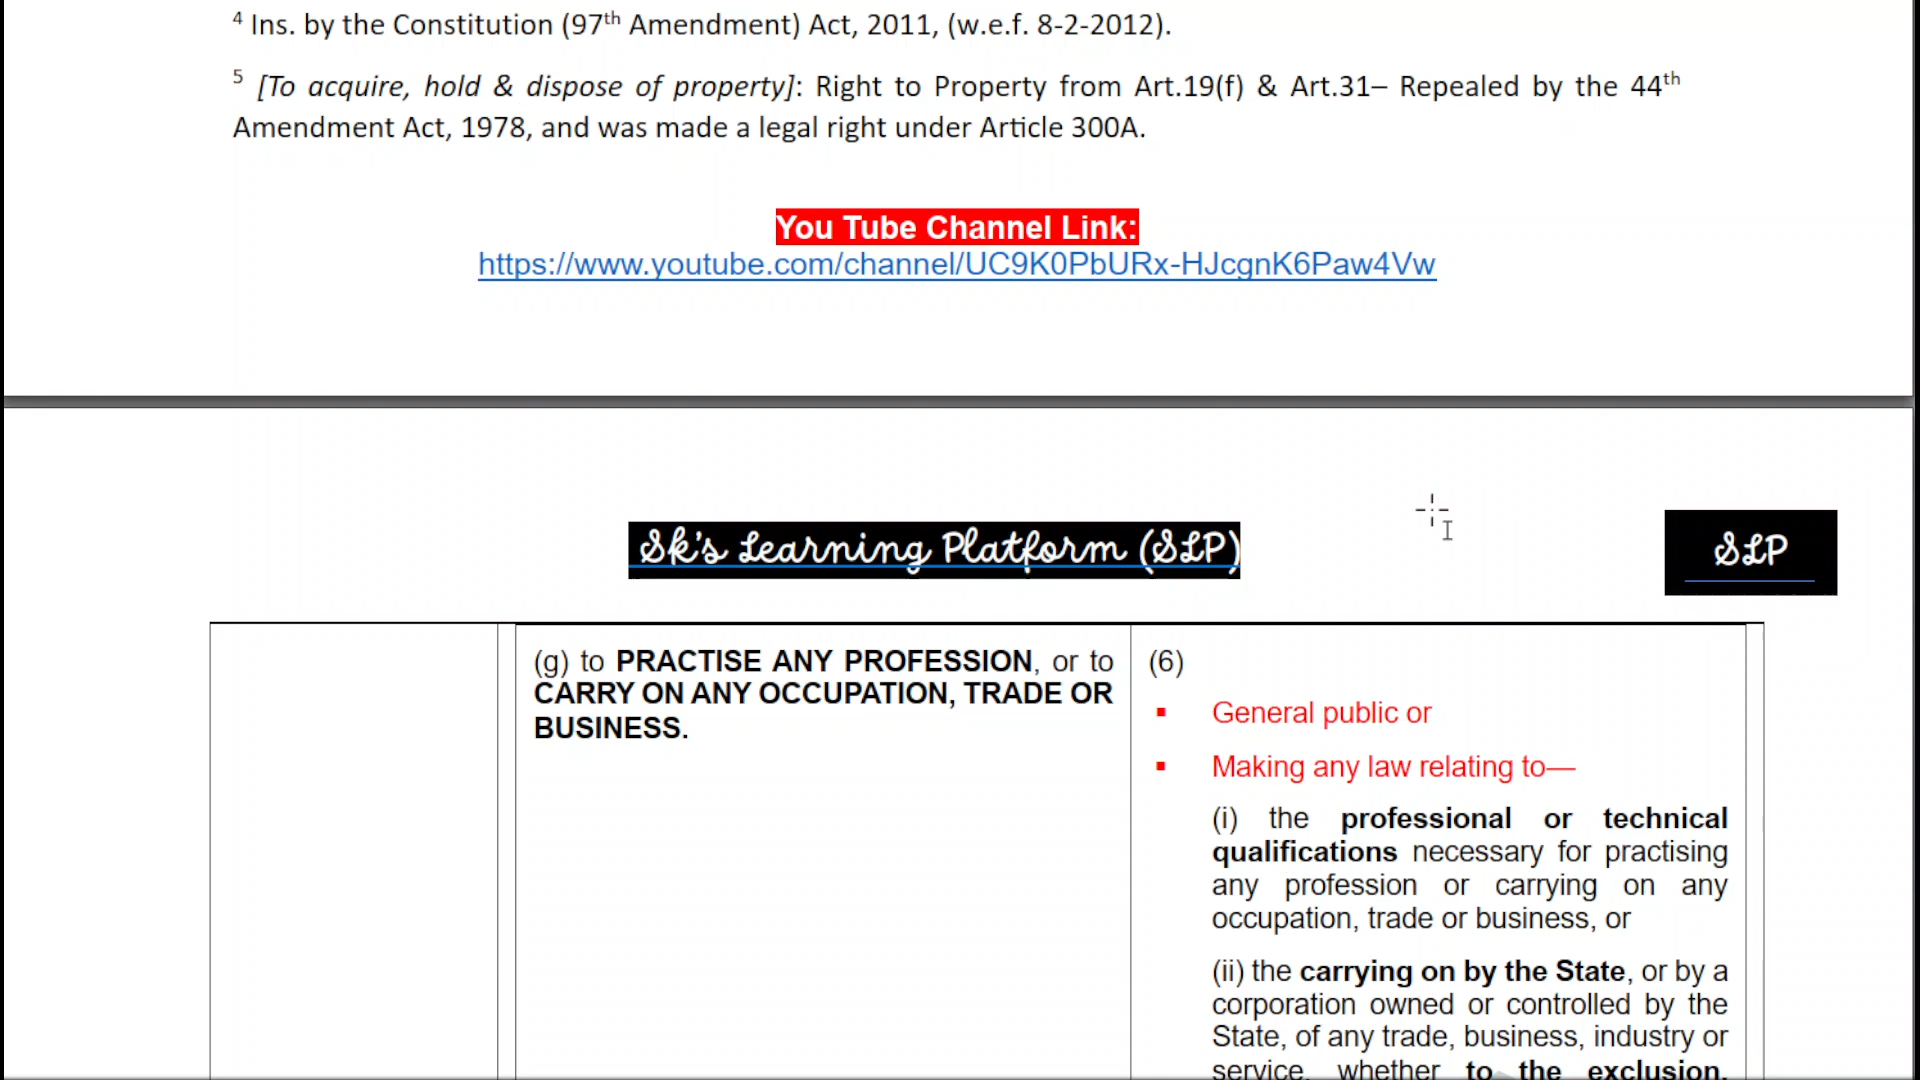 4 Ins. by the Constitution (97th Amendment) Act, 2011, (w.e.f. 8-2-2012).
5 [To acquire, hold & dispose of property]: Right to Property from Art.19(f) & Art.31– Repealed by the 44th
Amendment Act, 1978, and was made a legal right under Article 300A.
You Tube Channel Link:
https://www.youtube.com/channel/UC9K0PbURx-HJcgnK6Paw4Vw
Sk's Learning Platform (SLP)
SLP
(g) to PRACTISE ANY PROFESSION, or to
CARRY ON ANY OCCUPATION, TRADE OR
BUSINESS.
(6)
▪ General public or
▪ Making any law relating to—
(i) the professional or technical
qualifications necessary for practising
any profession or carrying on any
occupation, trade or business, or
(ii) the carrying on by the State, or by a
corporation owned or controlled by the
State, of any trade, business, industry or
service, whether to the exclusion,